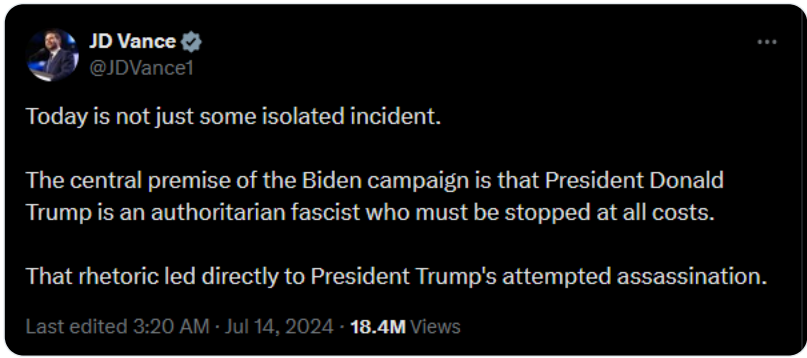 JD Vance
@JDVance1
Today is not just some isolated incident.
The central premise of the Biden campaign is that President Donald
Trump is an authoritarian fascist who must be stopped at all costs.
That rhetoric led directly to President Trump's attempted assassination.
Last edited 3:20 AM · Jul 14, 2024 · 18.4M Views